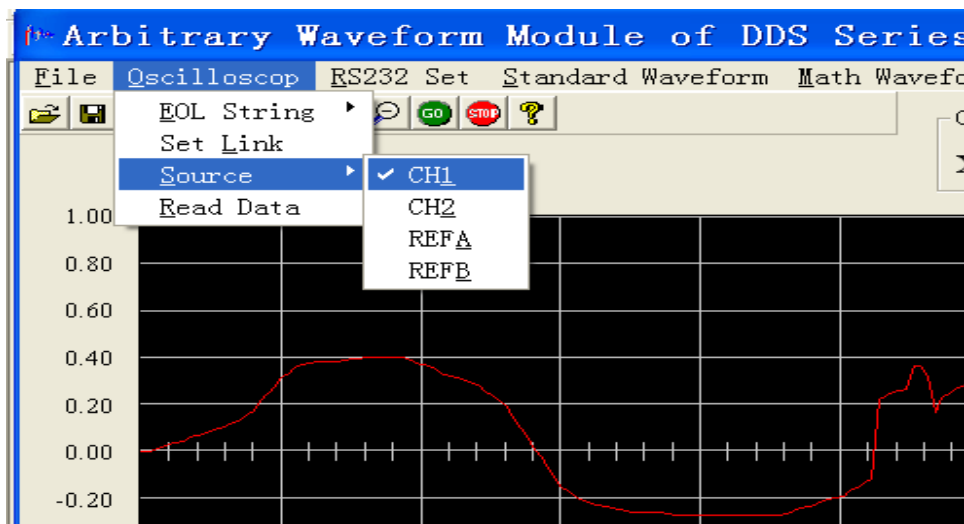 Arbitrary Waveform Module of DDS Series
File Oscilloscop RS232 Set Standard Waveform Math Wavefo
GO STOP ?
EOL String
Set Link
Source
Read Data
CH1
CH2
REFA
REFB
1.00
0.80
0.60
0.40
0.20
0.00
-0.20